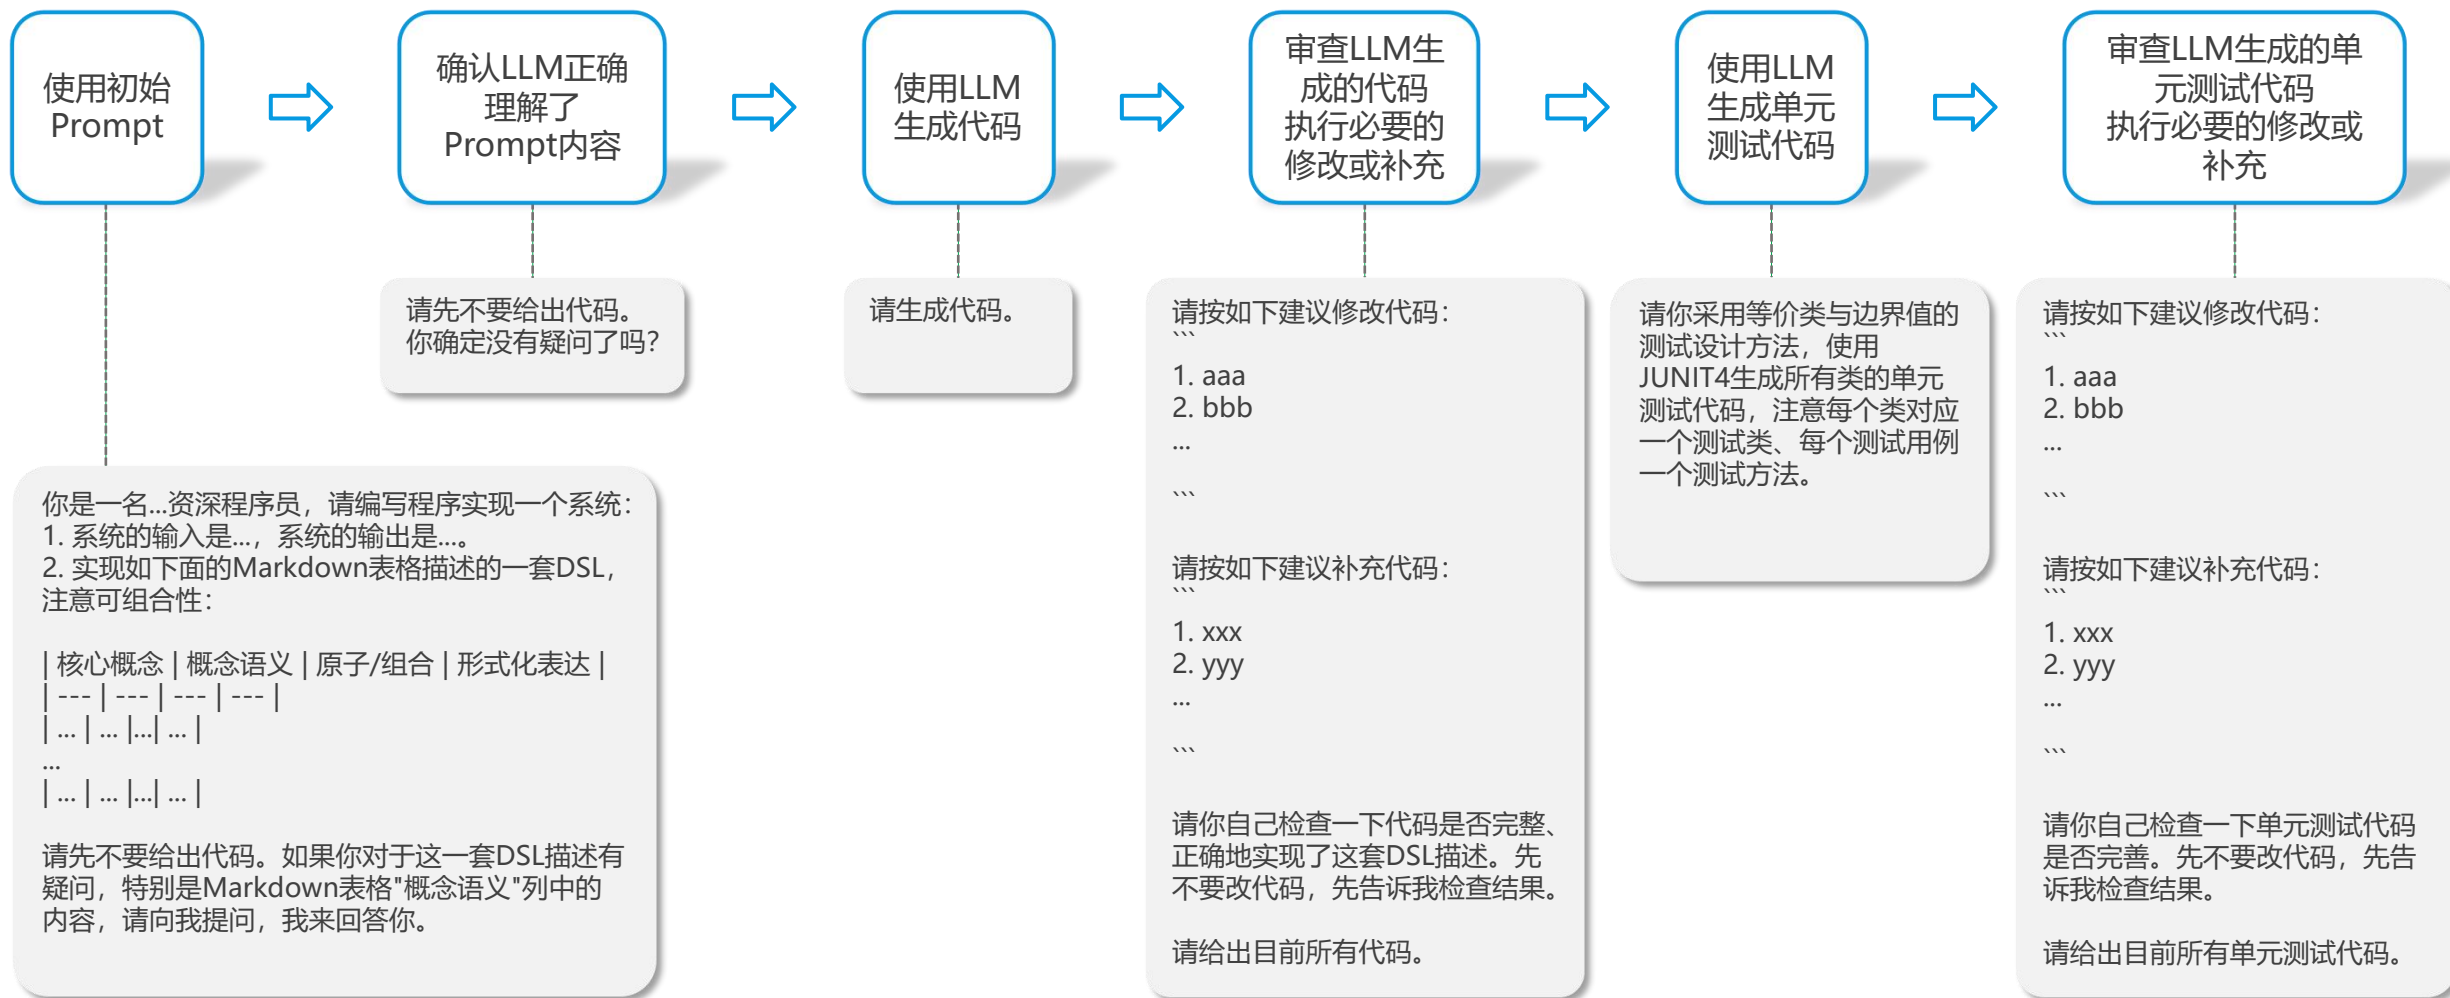 使用初始
Prompt
确认LLM正确
理解了
Prompt内容
使用LLM
生成代码
审查LLM生
成的代码
执行必要的
修改或补充
使用LLM
生成单元
测试代码
审查LLM生成的单
元测试代码
执行必要的修改或
补充
你是一名...资深程序员，请编写程序实现一个系统：
1. 系统的输入是...，系统的输出是...。
2. 实现如下面的Markdown表格描述的一套DSL，
注意可组合性：
| 核心概念 | 概念语义 | 原子/组合 | 形式化表达 |
| --- | --- | --- | --- |
| ... | ... |...| ... |
...
| ... | ... |...| ... |
请先不要给出代码。如果你对于这一套DSL描述有
疑问，特别是Markdown表格"概念语义"列中的
内容，请向我提问，我来回答你。
请先不要给出代码。
你确定没有疑问了吗？
请生成代码。
请按如下建议修改代码：
```
1. aaa
2. bbb
...
```
请按如下建议补充代码：
```
1. xxx
2. yyy
...
```
请你自己检查一下代码是否完整、
正确地实现了这套DSL描述。先
不要改代码，先告诉我检查结果。
请给出目前所有代码。
请你采用等价类与边界值的
测试设计方法，使用
JUNIT4生成所有类的单元
测试代码，注意每个类对应
一个测试类、每个测试用例
一个测试方法。
请按如下建议修改代码：
```
1. aaa
2. bbb
...
```
请按如下建议补充代码：
```
1. xxx
2. yyy
...
```
请你自己检查一下单元测试代码
是否完善。先不要改代码，先告
诉我检查结果。
请给出目前所有单元测试代码。